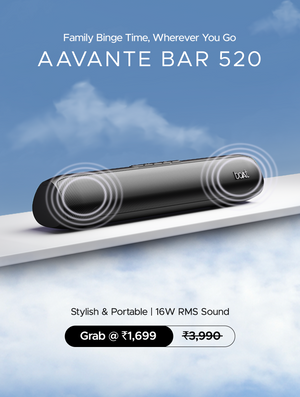 Family Binge Time, Wherever You Go
AAVANTE BAR 520
boAt
Stylish & Portable | 16W RMS Sound
Grab @ ₹1,699 ₹3,990